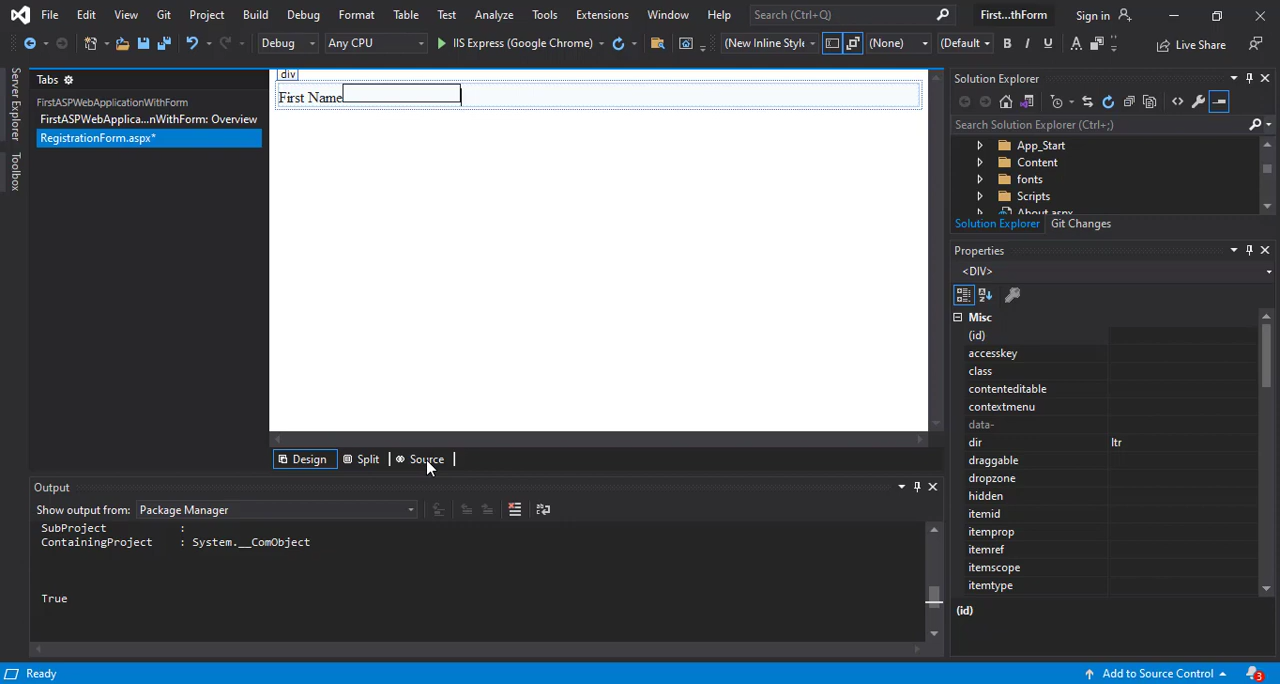 File Edit View Git Project Build Debug Format Table Test Analyze Tools Extensions Window Help Search (Ctrl+Q) First...thForm Sign in
Debug Any CPU IIS Express (Google Chrome) (New Inline Style (None) (Default B I U A Live Share
Server Explorer
Toolbox
Tabs
FirstASPWebApplicationWithForm
FirstASPWebApplica...nWithForm: Overview
RegistrationForm.aspx*
div
First Name
Design Split Source
Solution Explorer
Search Solution Explorer (Ctrl+;)
App_Start
Content
fonts
Scripts
About.aspx
Solution Explorer Git Changes
Properties
<DIV>
Misc
(id)
accesskey
class
contenteditable
contextmenu
data-
dir ltr
draggable
dropzone
hidden
itemid
itemprop
itemref
itemscope
itemtype
(id)
Output
Show output from: Package Manager
SubProject :
ContainingProject : System.__ComObject
True
Ready Add to Source Control 3